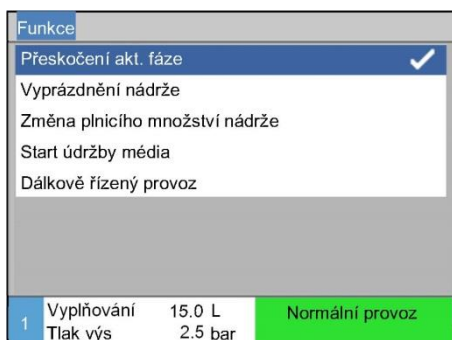 Funkce
Přeskočení akt. fáze
Vyprázdnění nádrže
Změna plnicího množství nádrže
Start údržby média
Dálkově řízený provoz
1 Vyplňování 15.0 L Normální provoz
Tlak výs 2.5 bar